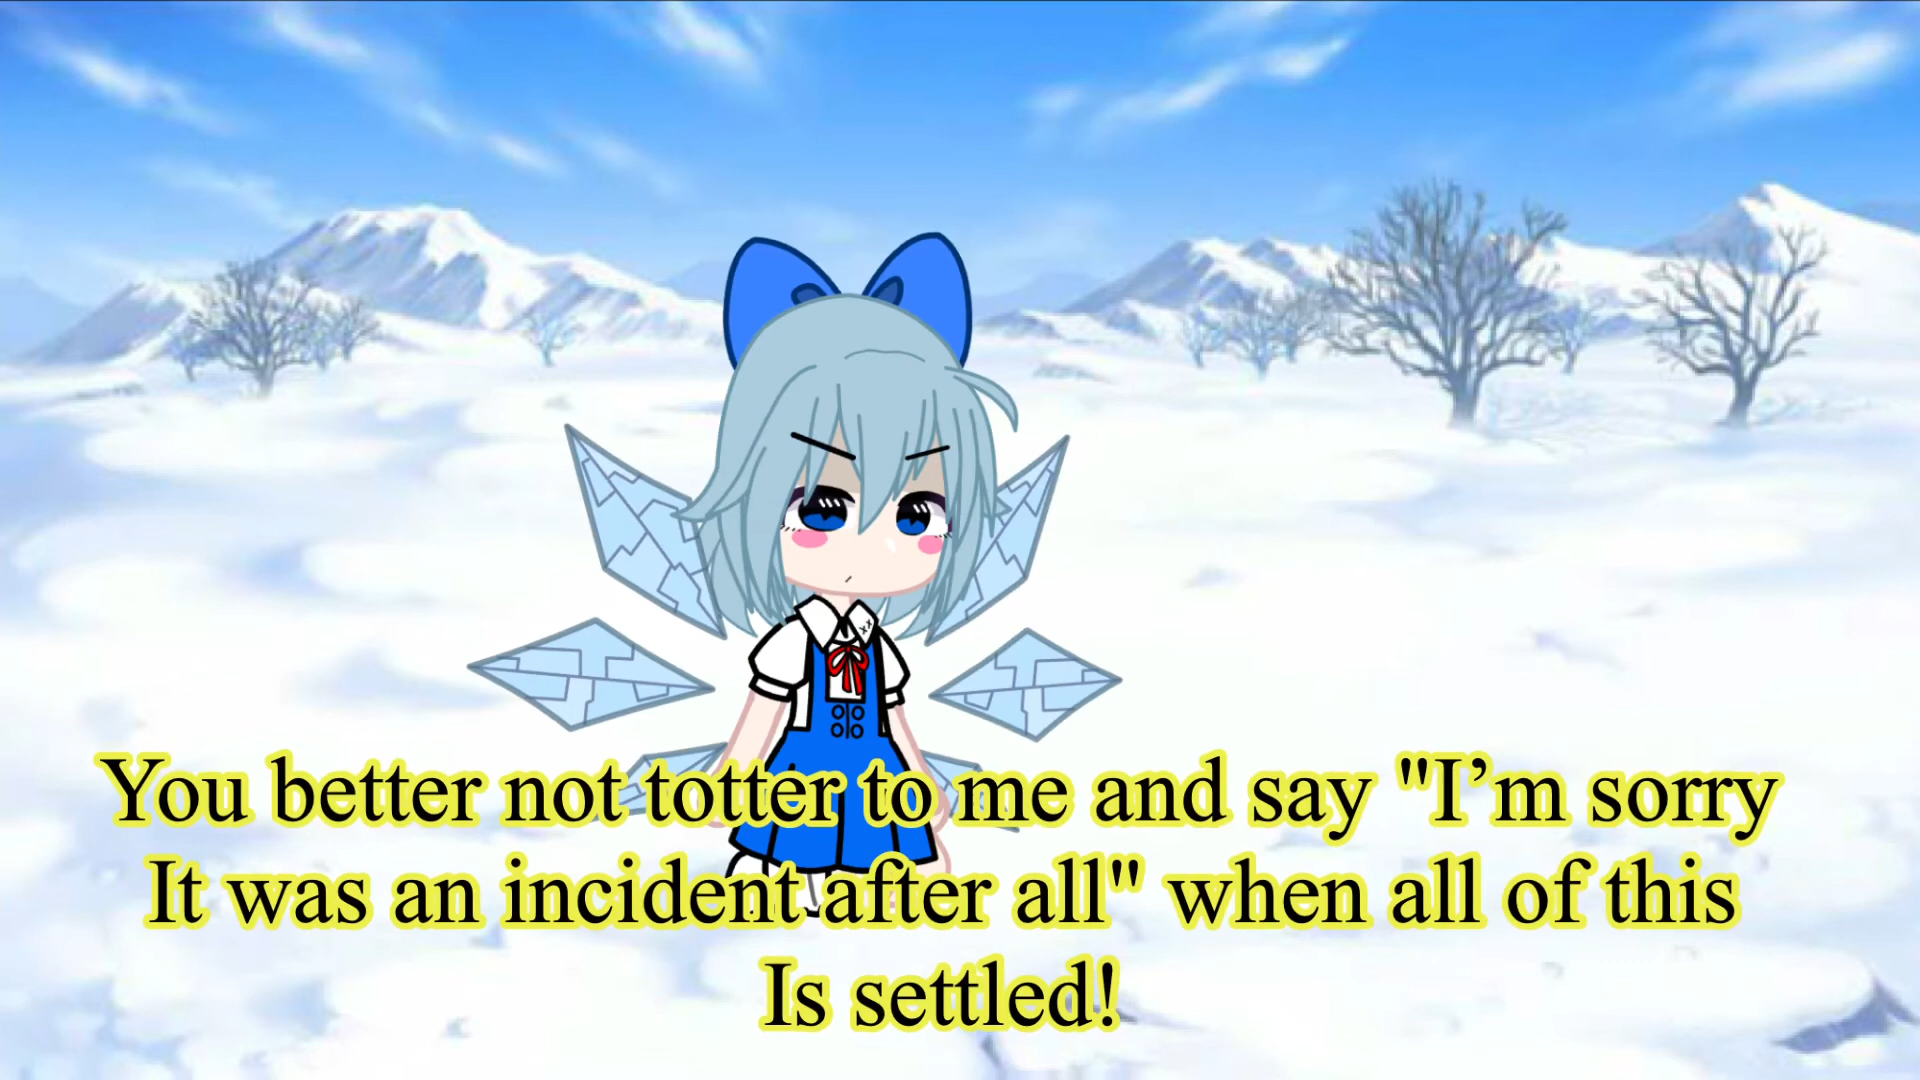 You better not totter to me and say "I’m sorry
It was an incident after all" when all of this
Is settled!